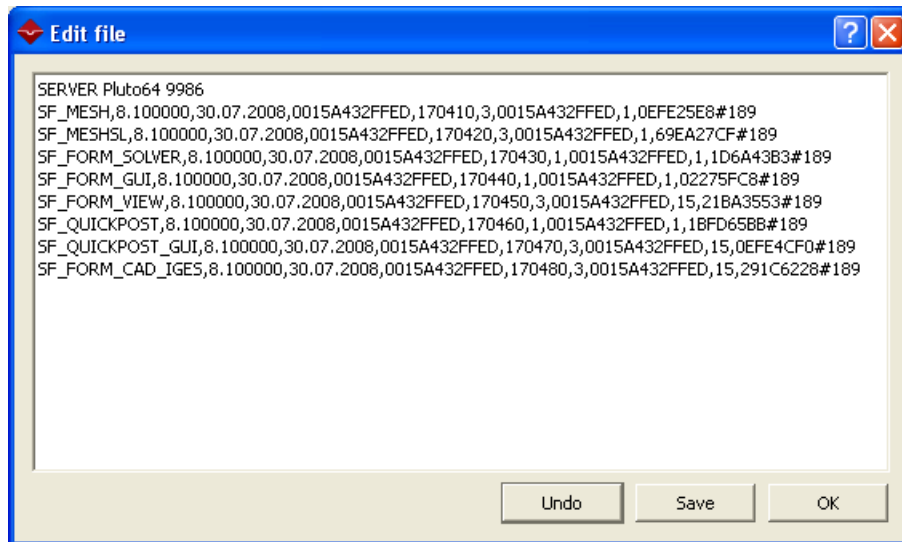 Edit file
SERVER Pluto64 9986
SF_MESH,8.100000,30.07.2008,0015A432FFED,170410,3,0015A432FFED,1,0EFE25E8#189
SF_MESHSL,8.100000,30.07.2008,0015A432FFED,170420,3,0015A432FFED,1,69EA27CF#189
SF_FORM_SOLVER,8.100000,30.07.2008,0015A432FFED,170430,1,0015A432FFED,1,1D6A43B3#189
SF_FORM_GUI,8.100000,30.07.2008,0015A432FFED,170440,1,0015A432FFED,1,02275FC8#189
SF_FORM_VIEW,8.100000,30.07.2008,0015A432FFED,170450,3,0015A432FFED,15,21BA3553#189
SF_QUICKPOST,8.100000,30.07.2008,0015A432FFED,170460,1,0015A432FFED,1,1BFD65BB#189
SF_QUICKPOST_GUI,8.100000,30.07.2008,0015A432FFED,170470,3,0015A432FFED,15,0EFE4CF0#189
SF_FORM_CAD_IGES,8.100000,30.07.2008,0015A432FFED,170480,3,0015A432FFED,15,291C6228#189
Undo Save OK